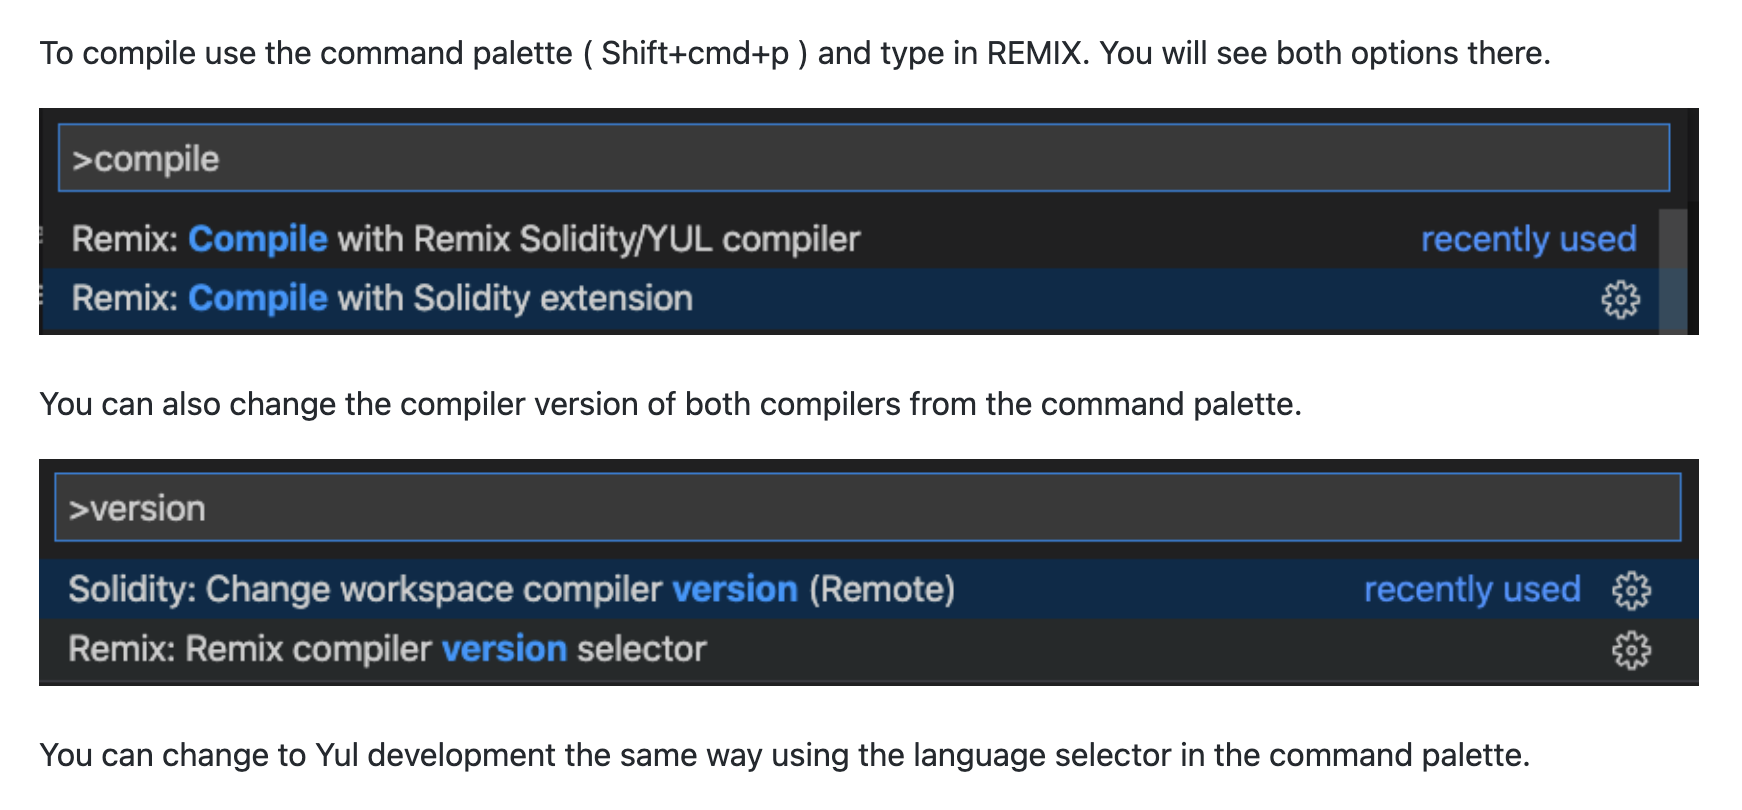 To compile use the command palette ( Shift+cmd+p ) and type in REMIX. You will see both options there.
>compile
Remix: Compile with Remix Solidity/YUL compiler recently used
Remix: Compile with Solidity extension
You can also change the compiler version of both compilers from the command palette.
>version
Solidity: Change workspace compiler version (Remote) recently used
Remix: Remix compiler version selector
You can change to Yul development the same way using the language selector in the command palette.